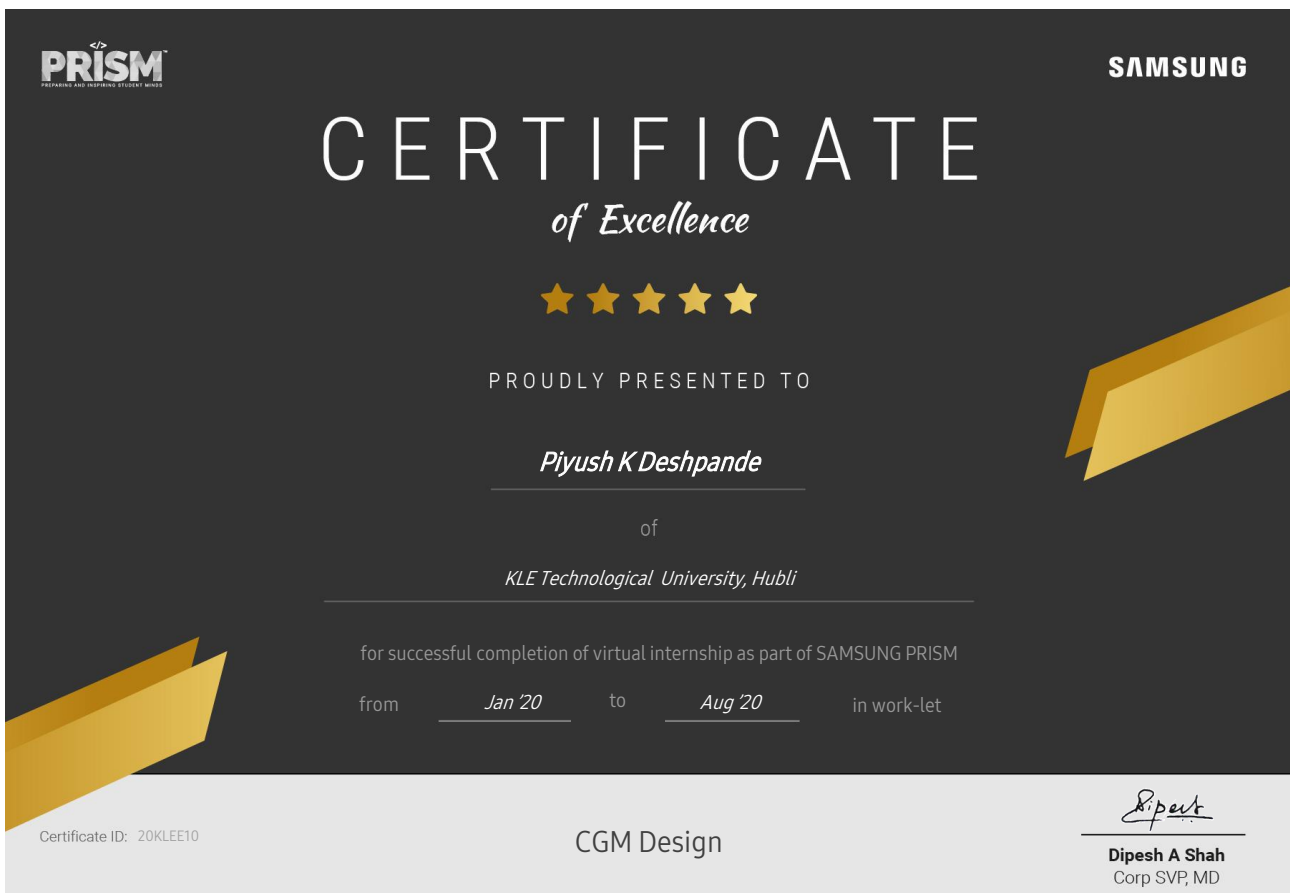 </>
PRISM™
PREPARING AND INSPIRING STUDENT MINDS
SAMSUNG
CERTIFICATE
of Excellence
PROUDLY PRESENTED TO
Piyush K Deshpande
of
KLE Technological University, Hubli
for successful completion of virtual internship as part of SAMSUNG PRISM
from Jan '20 to Aug '20 in work-let
Certificate ID: 20KLEE10
CGM Design
Dipesh
Dipesh A Shah
Corp SVP, MD